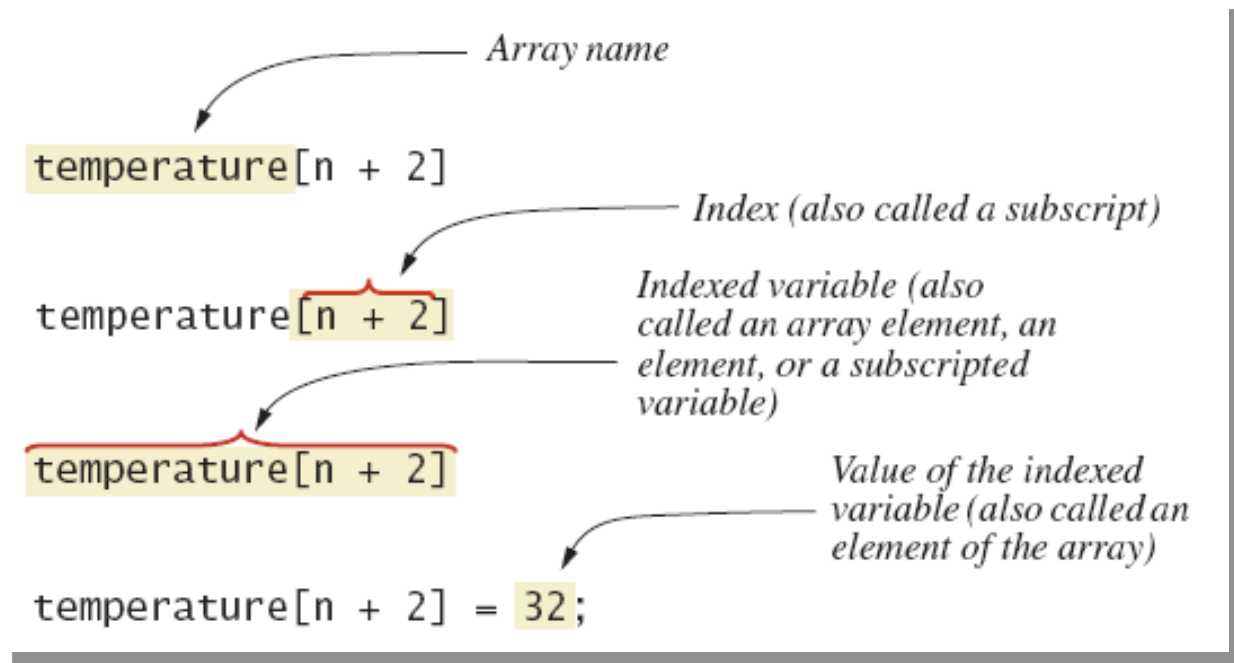 Array name
temperature[n + 2]
Index (also called a subscript)
temperature[n + 2]
Indexed variable (also
called an array element, an
element, or a subscripted
variable)
temperature[n + 2]
Value of the indexed
variable (also called an
element of the array)
temperature[n + 2] = 32;